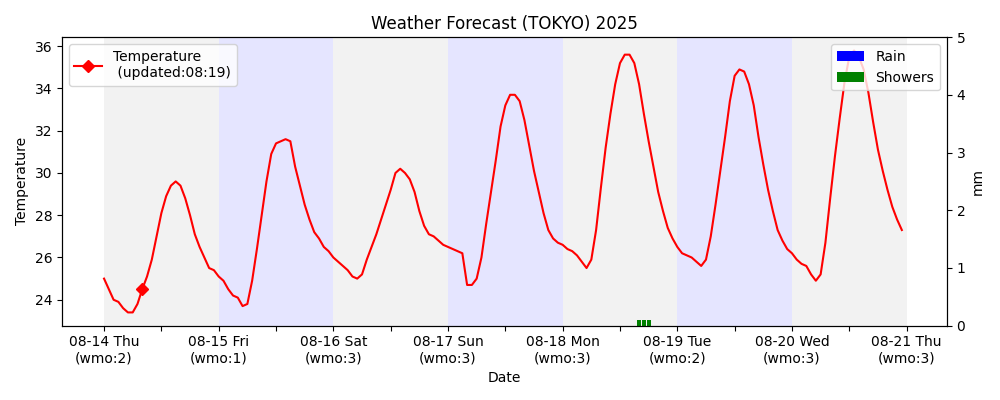 Weather Forecast (TOKYO) 2025
Temperature
(updated:08:19)
Rain
Showers
Temperature
36
34
32
30
28
26
24
5
4
3
2
1
0
mm
08-14 Thu
(wmo:2)
08-15 Fri
(wmo:1)
08-16 Sat
(wmo:3)
08-17 Sun
(wmo:3)
08-18 Mon
(wmo:3)
08-19 Tue
(wmo:2)
08-20 Wed
(wmo:3)
08-21 Thu
(wmo:3)
Date